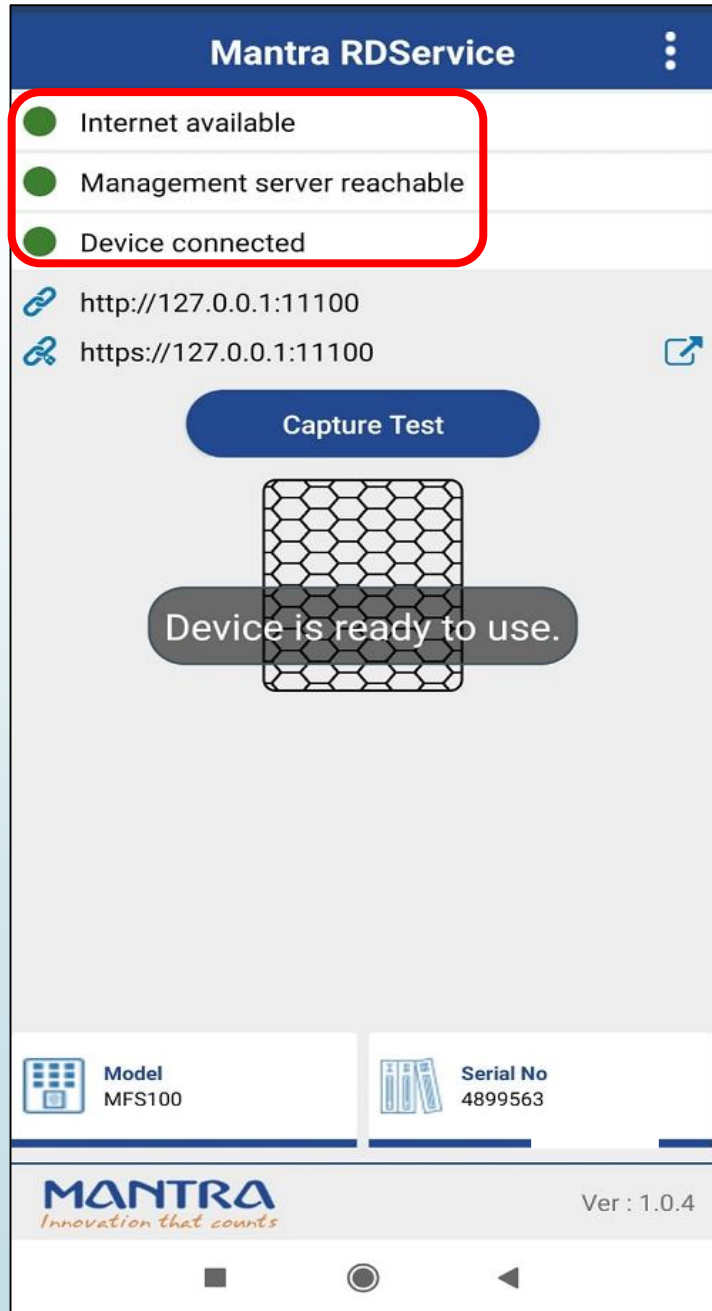 Mantra RDService
Internet available
Management server reachable
Device connected
http://127.0.0.1:11100
https://127.0.0.1:11100
Capture Test
Device is ready to use.
Model
MFS100
Serial No
4899563
MANTRA
Innovation that counts
Ver : 1.0.4